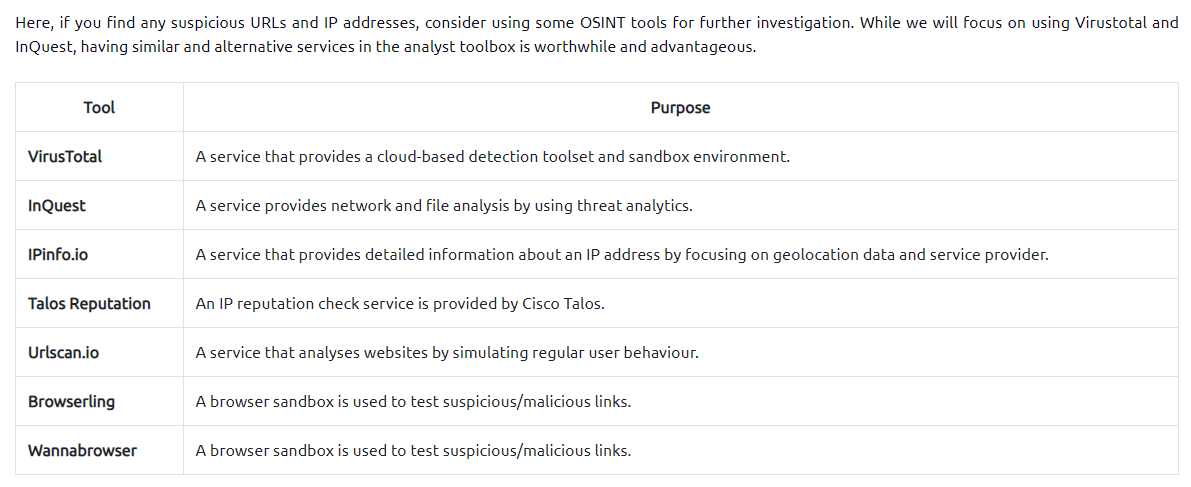 Here, if you find any suspicious URLs and IP addresses, consider using some OSINT tools for further investigation. While we will focus on using Virustotal and
InQuest, having similar and alternative services in the analyst toolbox is worthwhile and advantageous.
Tool Purpose
VirusTotal A service that provides a cloud-based detection toolset and sandbox environment.
InQuest A service provides network and file analysis by using threat analytics.
IPinfo.io A service that provides detailed information about an IP address by focusing on geolocation data and service provider.
Talos Reputation An IP reputation check service is provided by Cisco Talos.
Urlscan.io A service that analyses websites by simulating regular user behaviour.
Browserling A browser sandbox is used to test suspicious/malicious links.
Wannabrowser A browser sandbox is used to test suspicious/malicious links.